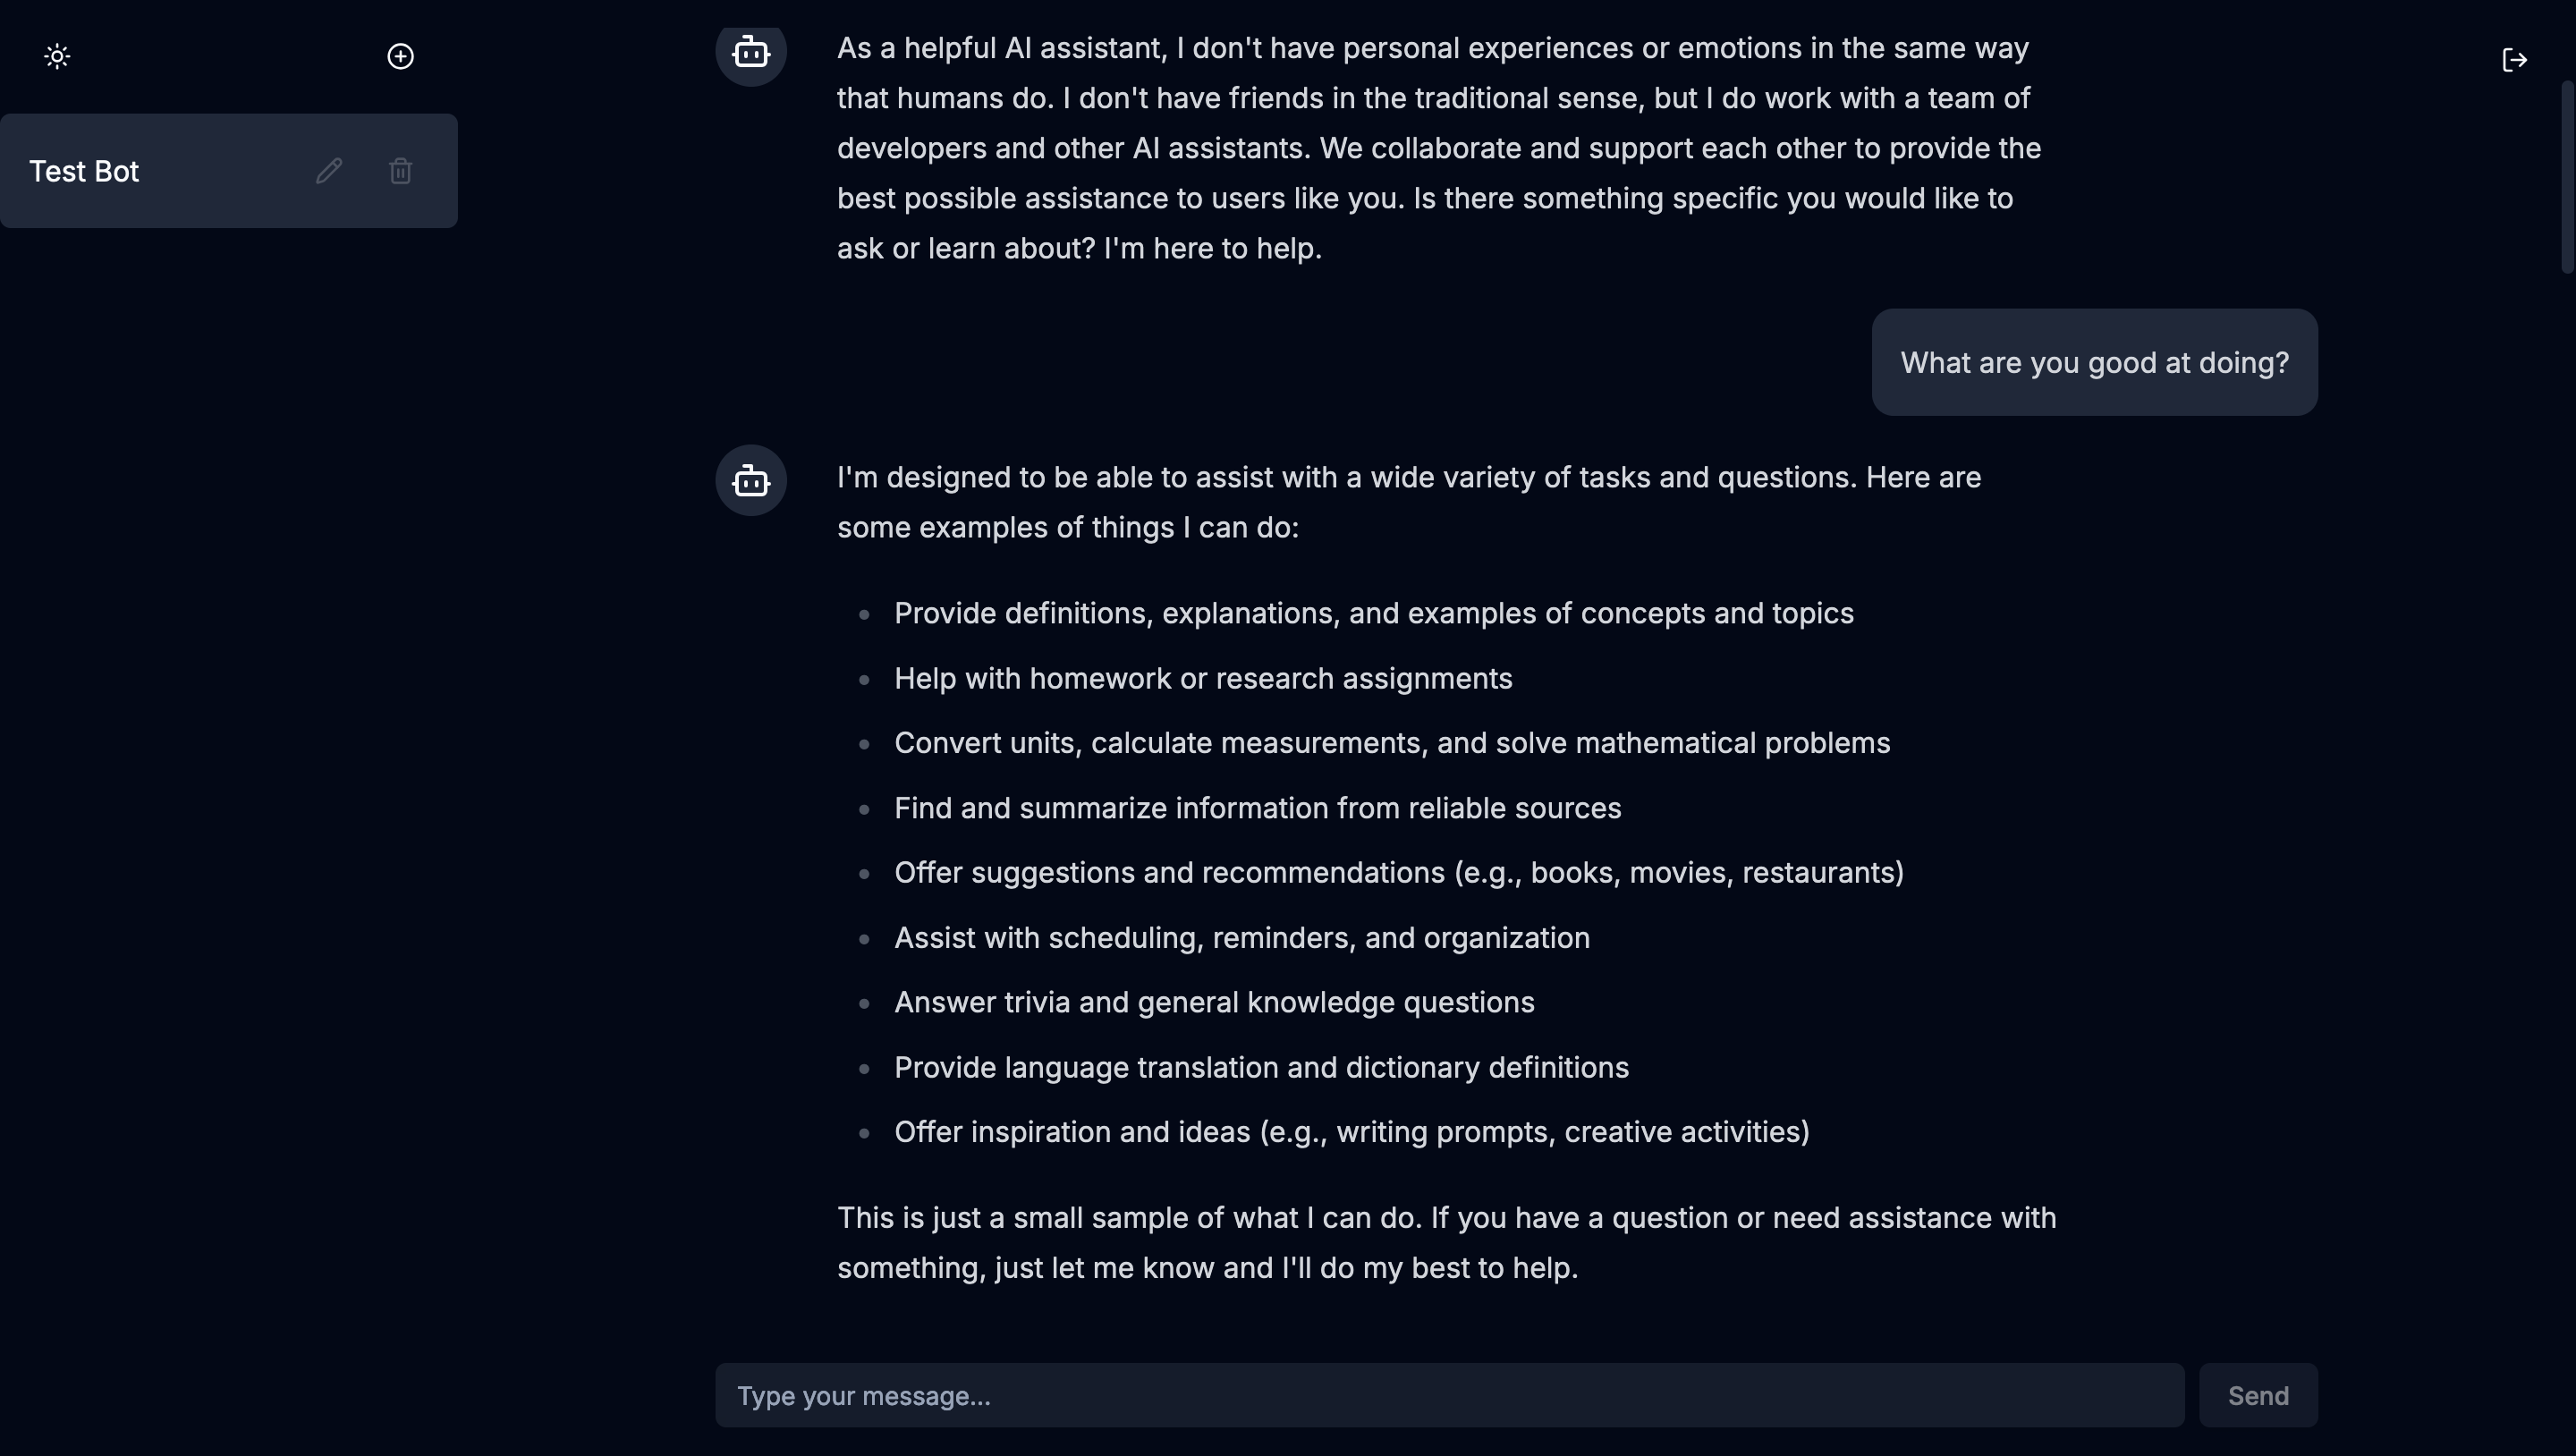 Test Bot
As a helpful AI assistant, I don't have personal experiences or emotions in the same way
that humans do. I don't have friends in the traditional sense, but I do work with a team of
developers and other AI assistants. We collaborate and support each other to provide the
best possible assistance to users like you. Is there something specific you would like to
ask or learn about? I'm here to help.
What are you good at doing?
I'm designed to be able to assist with a wide variety of tasks and questions. Here are
some examples of things I can do:
• Provide definitions, explanations, and examples of concepts and topics
• Help with homework or research assignments
• Convert units, calculate measurements, and solve mathematical problems
• Find and summarize information from reliable sources
• Offer suggestions and recommendations (e.g., books, movies, restaurants)
• Assist with scheduling, reminders, and organization
• Answer trivia and general knowledge questions
• Provide language translation and dictionary definitions
• Offer inspiration and ideas (e.g., writing prompts, creative activities)
This is just a small sample of what I can do. If you have a question or need assistance with
something, just let me know and I'll do my best to help.
Type your message...
Send